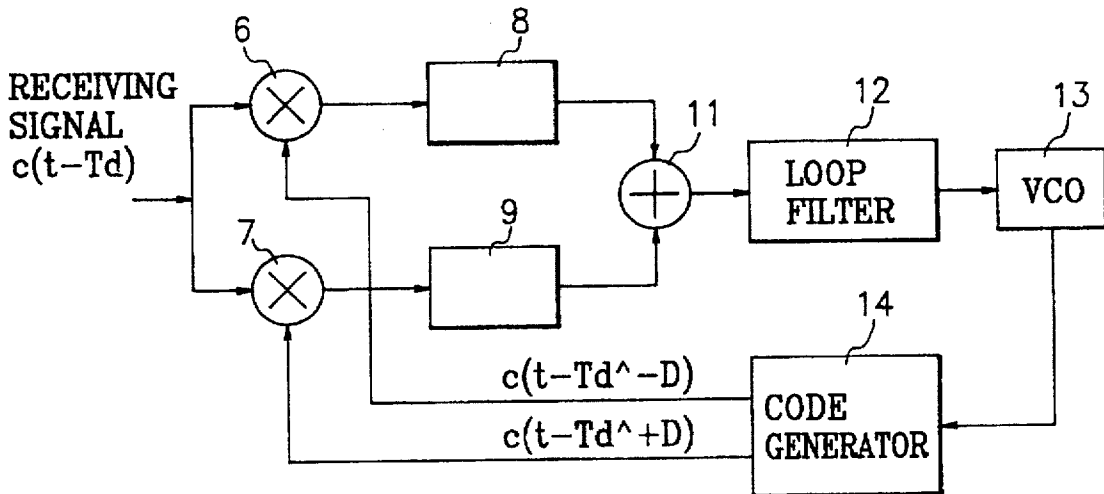 6
8
RECEIVING
SIGNAL
c(t-Td)
11
12
13
LOOP
FILTER
VCO
7
9
14
c(t-Td^-D)
c(t-Td^+D)
CODE
GENERATOR